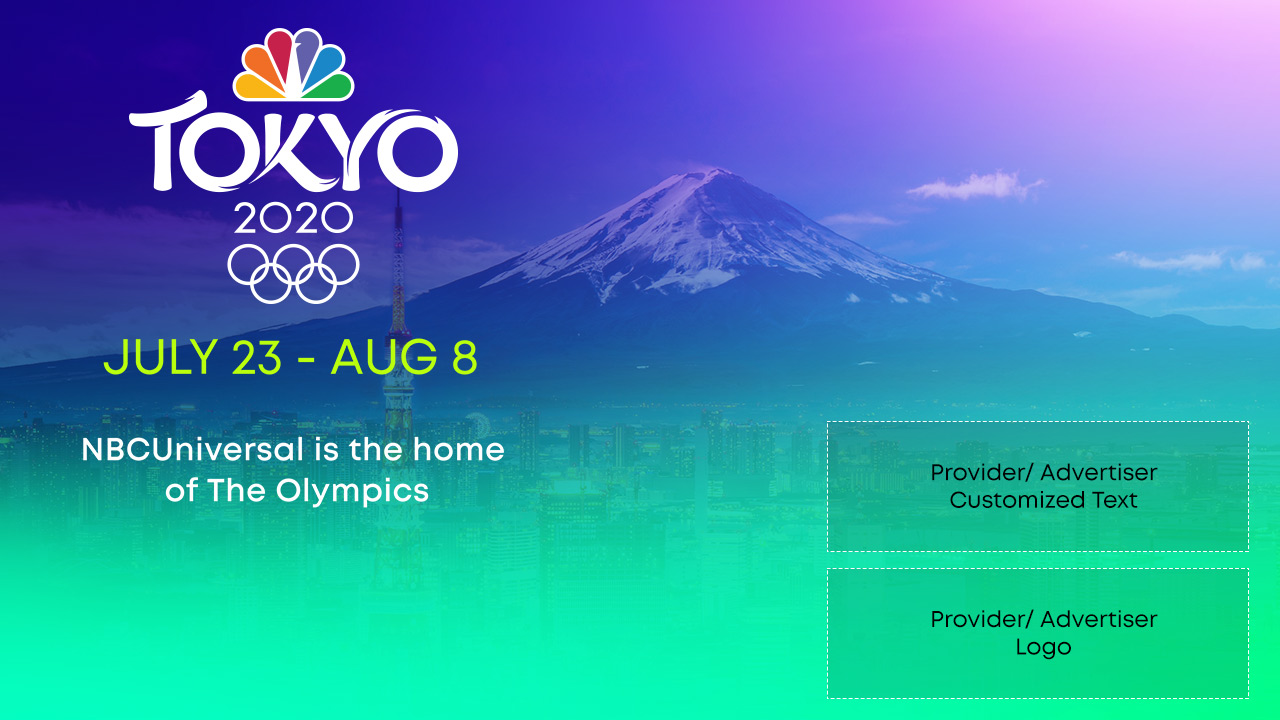 TOKYO
2020
JULY 23 - AUG 8
NBCUniversal is the home
of The Olympics
Provider/ Advertiser
Customized Text
Provider/ Advertiser
Logo